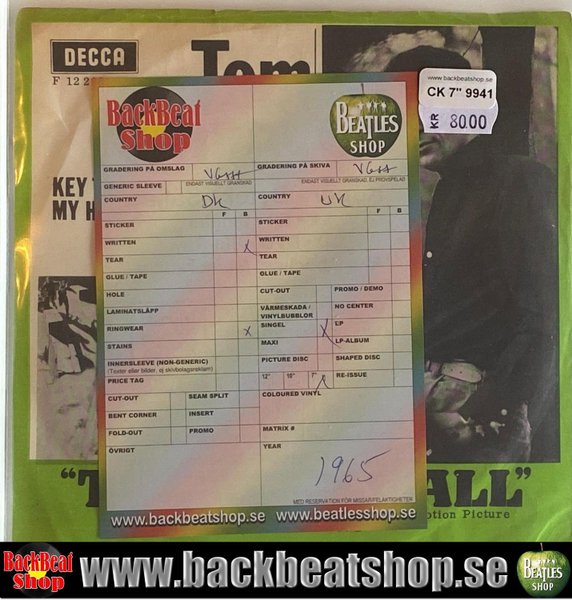 DECCA
Tom
F 12 2
KEY
MY H
BackBeat
Shop
BEATLES
SHOP
www.backbeatshop.se
CK 7" 9941
KR 80.00
GRADERING PÅ OMSLAG VG++
ENDAST VISUELLT GRANSKAD
GRADERING PÅ SKIVA VG++
ENDAST VISUELLT GRANSKAD, EJ PROVSPELAD
GENERIC SLEEVE
COUNTRY DK
COUNTRY UK
F B
F B
STICKER
STICKER
WRITTEN X
WRITTEN
TEAR
TEAR
GLUE / TAPE
GLUE / TAPE
HOLE
CUT-OUT PROMO / DEMO
LAMINATSLÄPP
VÄRMESKADA / VINYLBUBBLOR NO CENTER
RINGWEAR X
SINGEL X EP
STAINS
MAXI LP-ALBUM
INNERSLEEVE (NON-GENERIC)
(Texter eller bilder, ej skivbolagsreklam)
PICTURE DISC SHAPED DISC
PRICE TAG
12" 10" 7" RE-ISSUE
CUT-OUT SEAM SPLIT
COLOURED VINYL
BENT CORNER INSERT
FOLD-OUT PROMO
MATRIX #
ÖVRIGT
YEAR
1965
MED RESERVATION FÖR MISSAR/FELAKTIGHETER
www.backbeatshop.se www.beatlesshop.se
"T ALL"
otion Picture
BackBeat
Shop
www.backbeatshop.se
BEATLES
SHOP